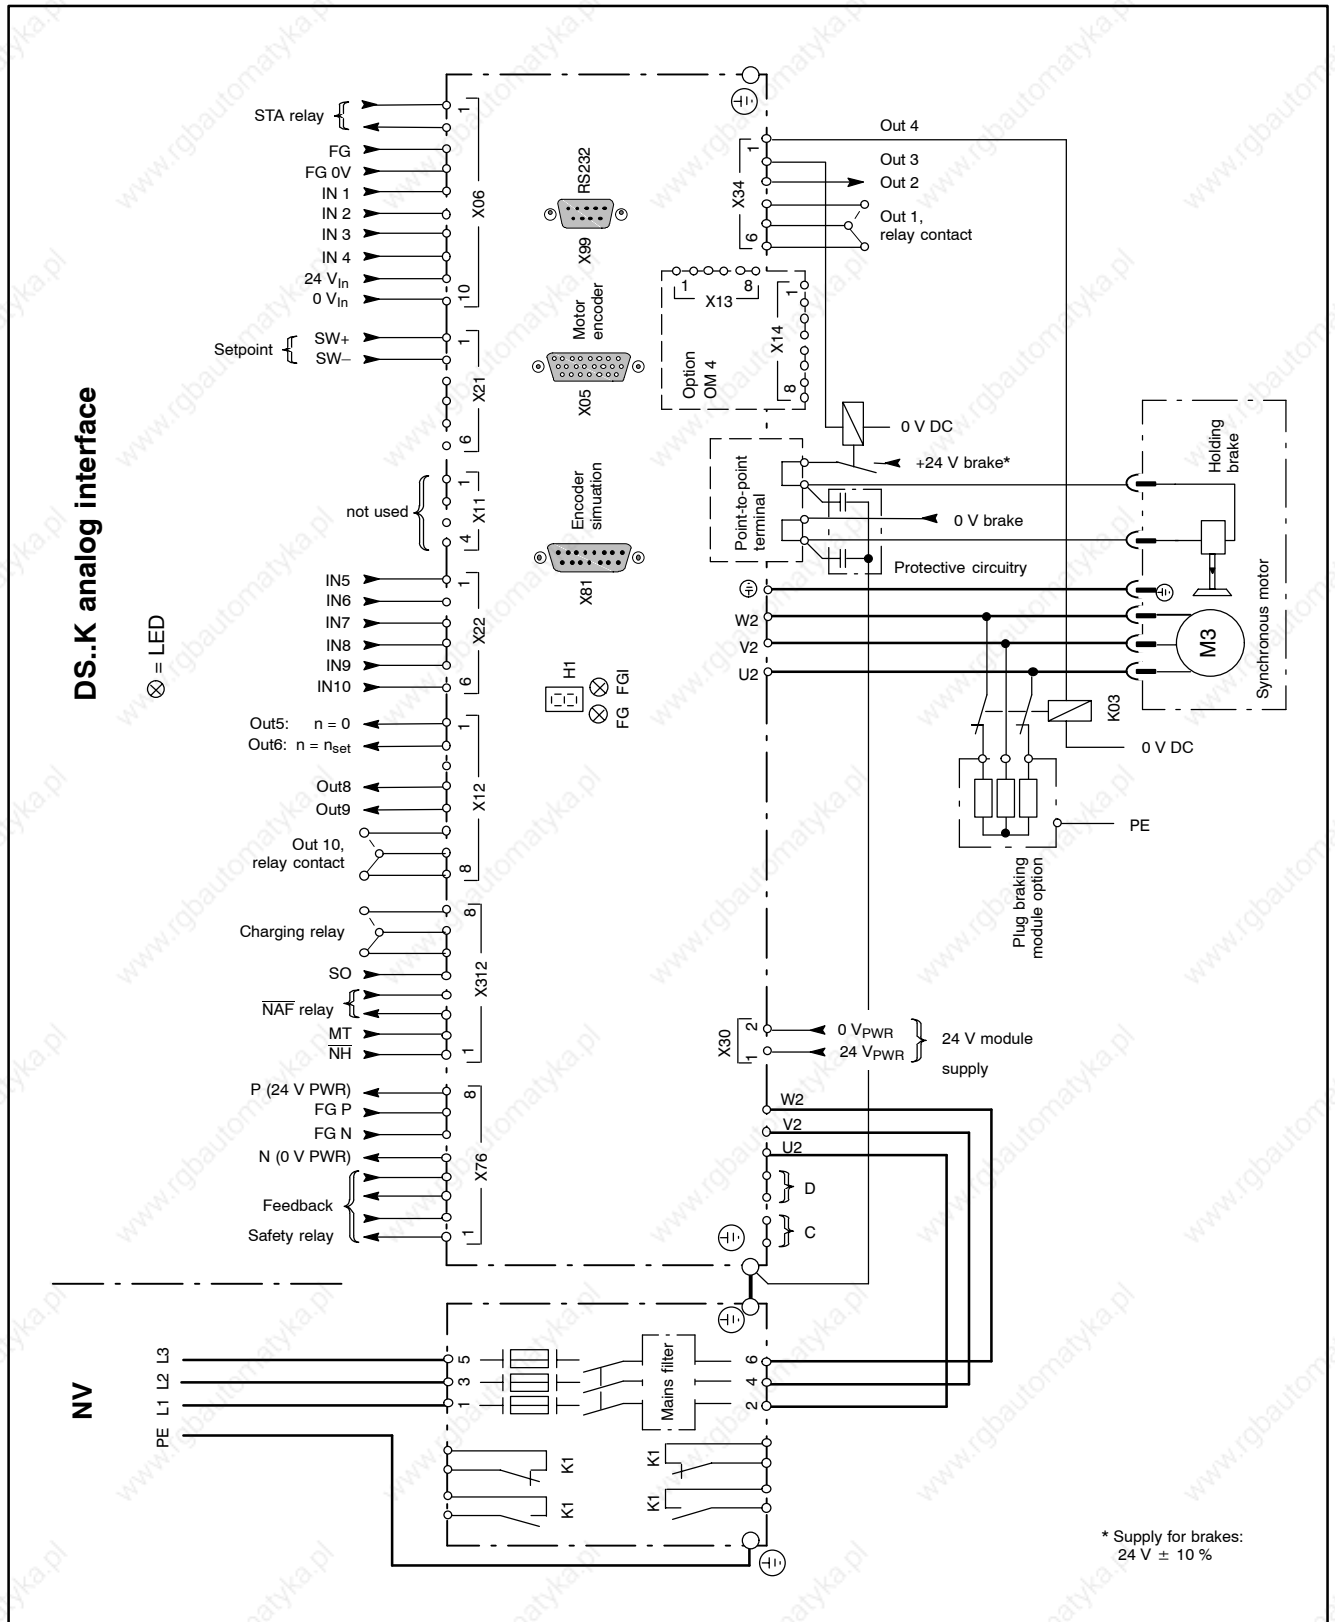 DS..K analog interface
⊗ = LED
STA relay
FG
FG 0V
IN 1
IN 2
IN 3
IN 4
24 V In
0 V In
1
X06
10
Setpoint
SW+
SW−
1
X21
6
not used
1
X11
4
IN5
IN6
IN7
IN8
IN9
IN10
1
X22
6
Out5: n = 0
Out6: n = nset
Out8
Out9
Out 10,
relay contact
1
X12
8
Charging relay
SO
NAF relay
MT
NH
8
X312
1
P (24 V PWR)
FG P
FG N
N (0 V PWR)
Feedback
Safety relay
8
X76
1
RS232
X99
Motor
encoder
X05
Encoder
simuation
X81
H1
FG FGI
1
X34
6
Out 4
Out 3
Out 2
Out 1,
relay contact
1
8
X13
1
X14
8
Option
OM 4
0 V DC
Point-to-point
terminal
+24 V brake*
0 V brake
Protective circuitry
W2
V2
U2
Holding
brake
Synchronous motor
M3
K03
0 V DC
PE
Plug braking
module option
X30
2
1
0 VPWR
24 VPWR
24 V module
supply
W2
V2
U2
D
C
NV
L3
L2
L1
PE
5
3
1
Mains filter
6
4
2
K1
K1
K1
K1
* Supply for brakes:
24 V ± 10 %
www.rgbautomatyka.pl